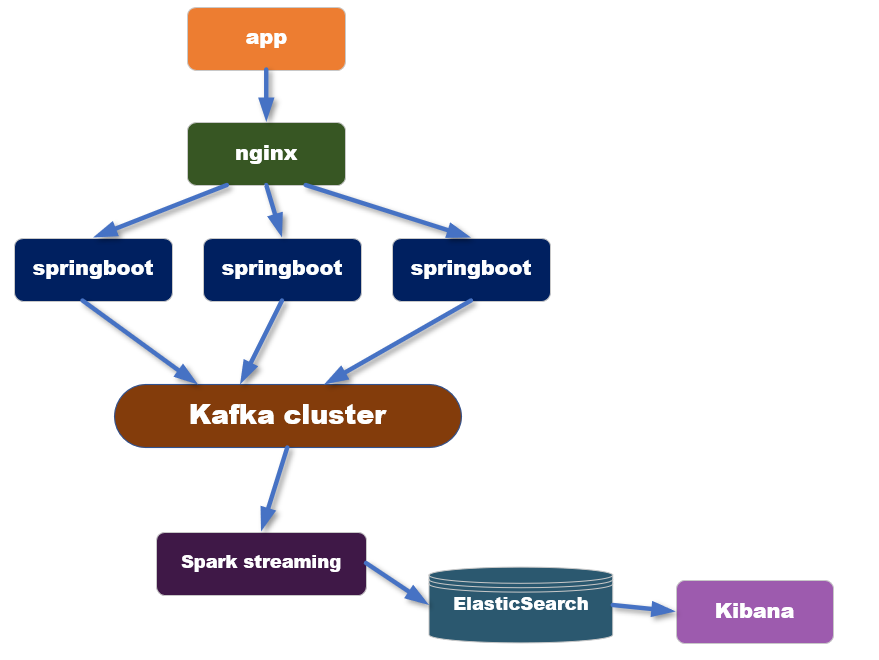 app
nginx
springboot
springboot
springboot
Kafka cluster
Spark streaming
ElasticSearch
Kibana